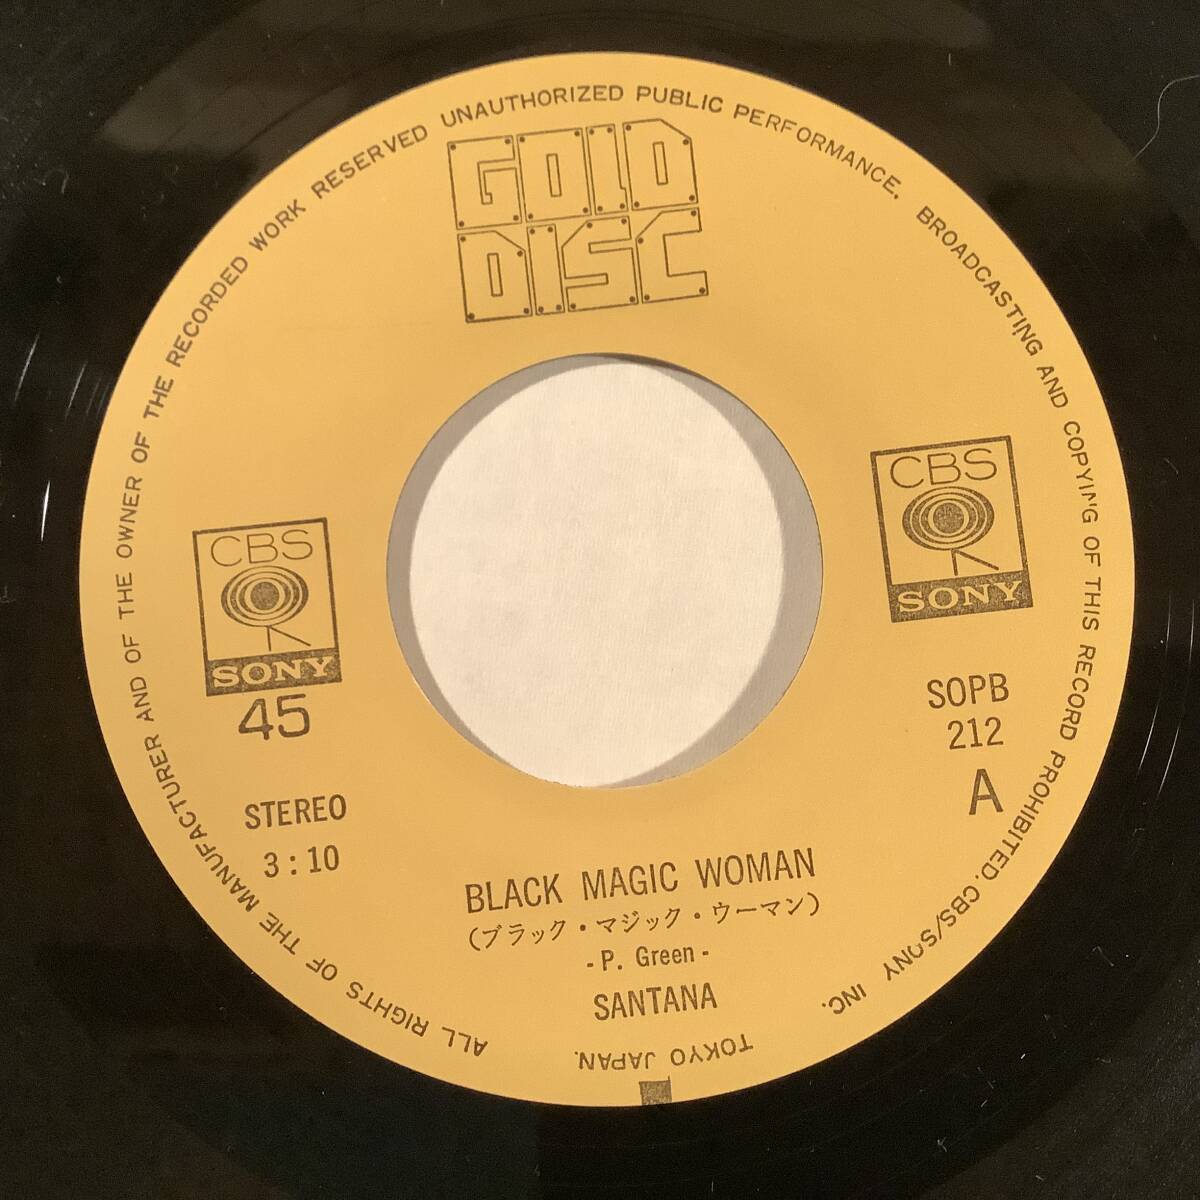 ALL RIGHTS OF THE MANUFACTURER AND OF THE OWNER OF THE RECORDED WORK RESERVED UNAUTHORIZED PUBLIC PERFORMANCE. BROADCASTING AND COPYING OF THIS RECORD PROHIBITED. CBS/SONY INC.
TOKYO JAPAN.
GOLD
DISC
CBS
SONY
45
STEREO
3:10
CBS
SONY
SOPB
212
A
BLACK MAGIC WOMAN
(ブラック・マジック・ウーマン)
- P. Green -
SANTANA